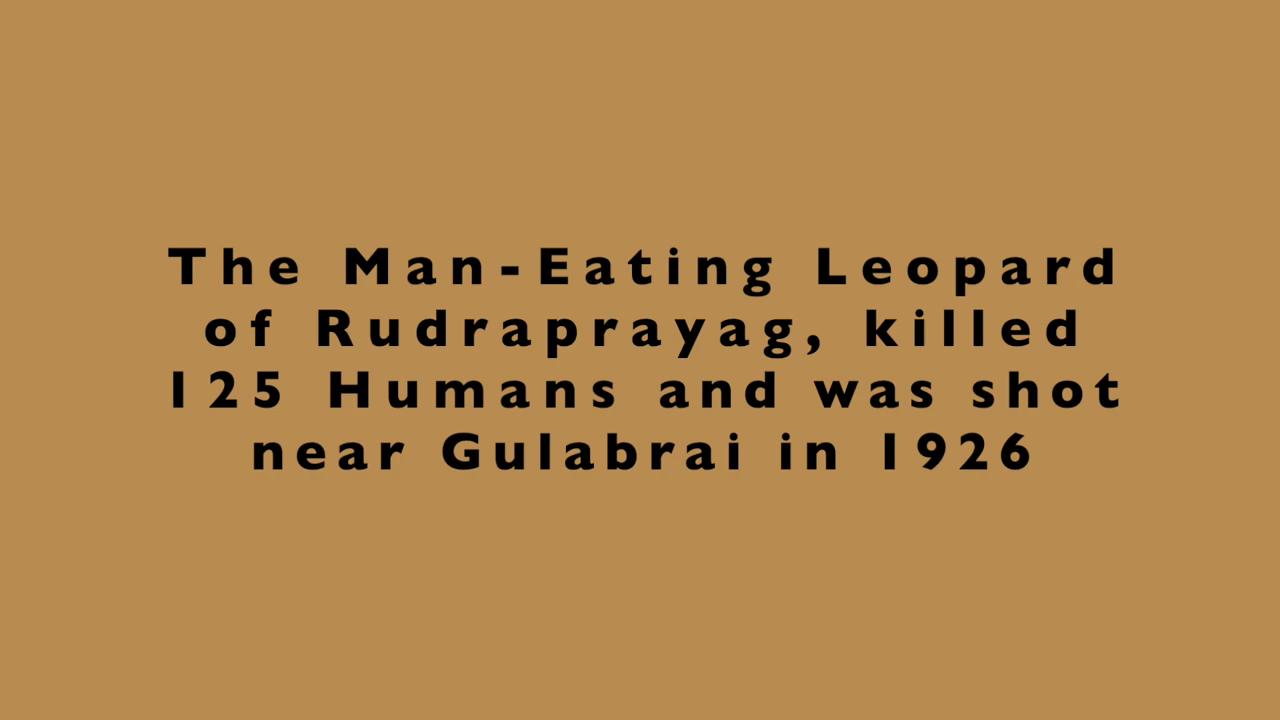 The Man-Eating Leopard
of Rudraprayag, killed
125 Humans and was shot
near Gulabrai in 1926